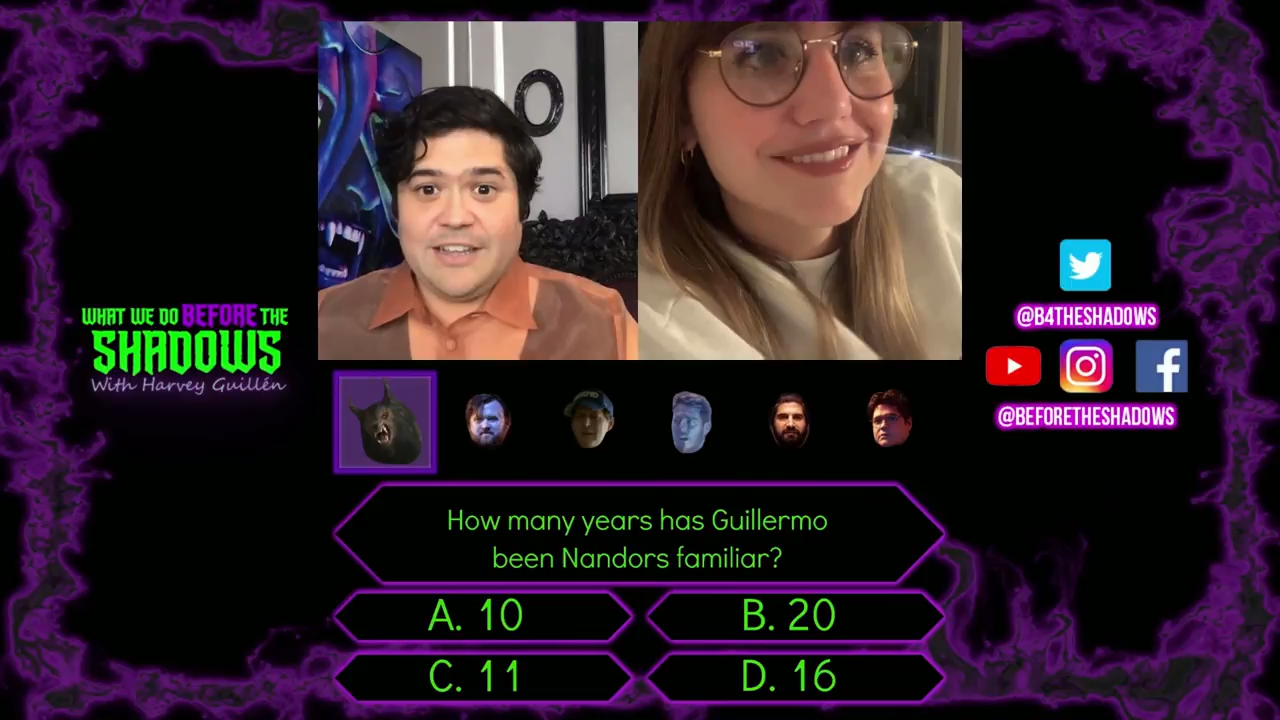 WHAT WE DO BEFORE THE
SHADOWS
With Harvey Guillén
@B4THESHADOWS
@BEFORETHESHADOWS
How many years has Guillermo
been Nandors familiar?
A. 10
B. 20
C. 11
D. 16